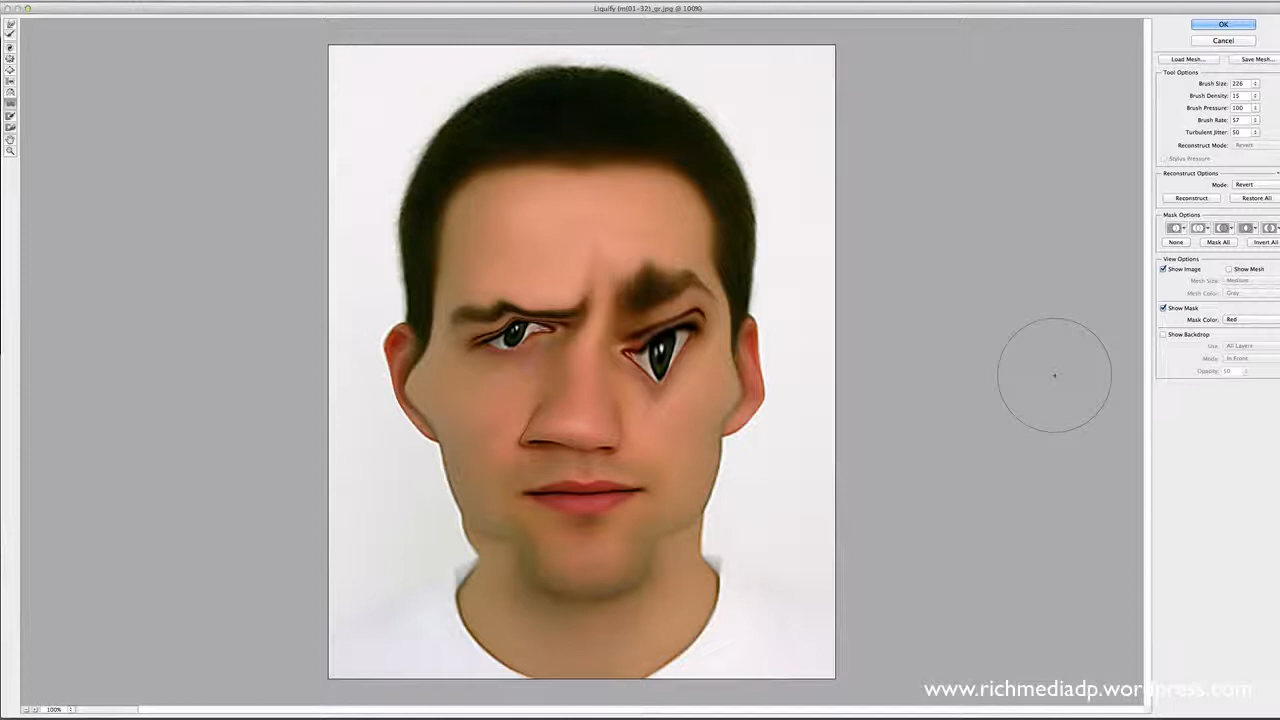 Liquify (m(01-32)_gr.jpg @ 100%)
OK
Cancel
Load Mesh...
Save Mesh...
Tool Options
Brush Size: 226
Brush Density: 15
Brush Pressure: 100
Brush Rate: 57
Turbulent Jitter: 50
Reconstruct Mode: Revert
Stylus Pressure
Reconstruct Options
Mode: Revert
Reconstruct
Restore All
Mask Options
None
Mask All
Invert All
View Options
Show Image
Show Mesh
Mesh Size: Medium
Mesh Color: Gray
Show Mask
Mask Color: Red
Show Backdrop
Use: All Layers
Mode: In Front
Opacity: 50
www.richmediadp.wordpress.com
100%